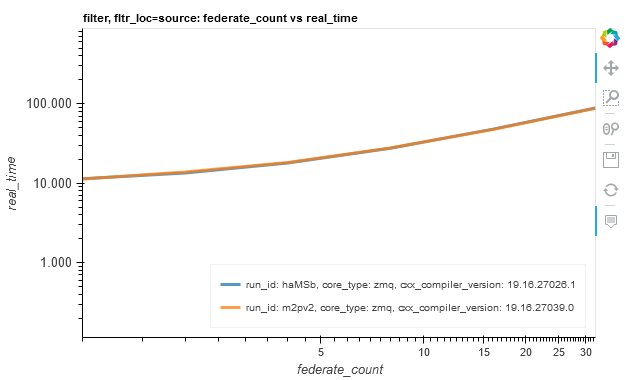 filter, fltr_loc=source: federate_count vs real_time
100.000
10.000
1.000
real_time
run_id: haMSb, core_type: zmq, cxx_compiler_version: 19.16.27026.1
run_id: m2pv2, core_type: zmq, cxx_compiler_version: 19.16.27039.0
5 10 15 20 25 30
federate_count